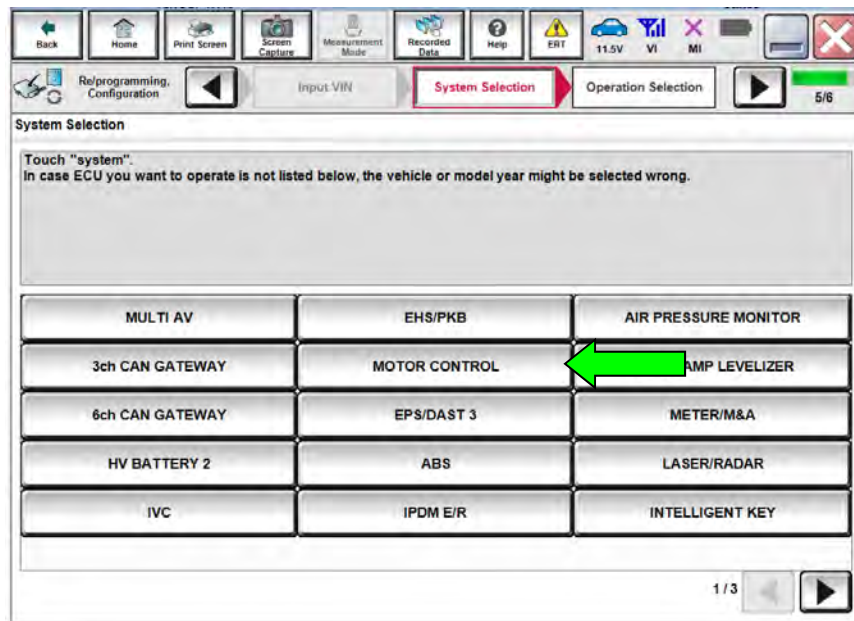 Back
Home
Print Screen
Screen
Capture
Measurement
Mode
Recorded
Data
Help
ERT
11.5V
VI
MI
Re/programming,
Configuration
Input VIN
System Selection
Operation Selection
5/6
System Selection
Touch "system".
In case ECU you want to operate is not listed below, the vehicle or model year might be selected wrong.
MULTI AV
EHS/PKB
AIR PRESSURE MONITOR
3ch CAN GATEWAY
MOTOR CONTROL
AMP LEVELIZER
6ch CAN GATEWAY
EPS/DAST 3
METER/M&A
HV BATTERY 2
ABS
LASER/RADAR
IVC
IPDM E/R
INTELLIGENT KEY
1/3